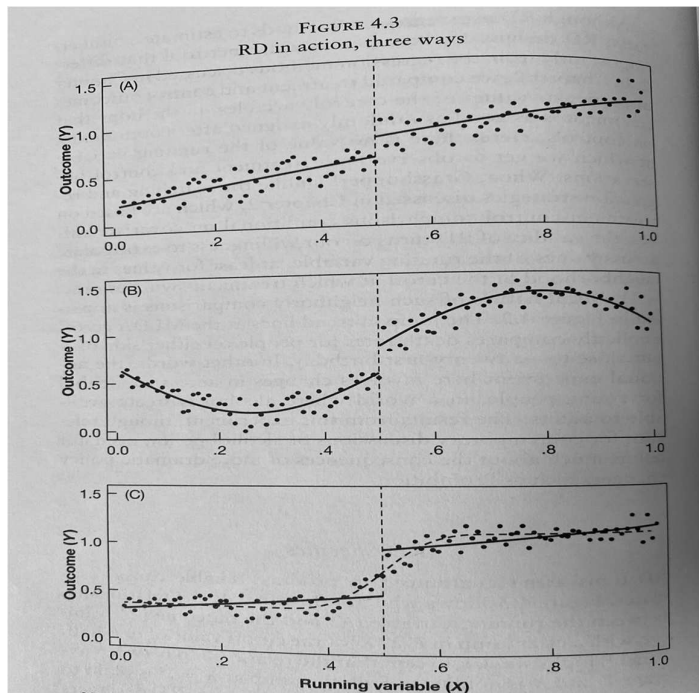 FIGURE 4.3
RD in action, three ways
(A)
Outcome (Y)
1.5
1.0
0.5
0.0
0.0 .2 .4 .6 .8 1.0
(B)
Outcome (Y)
1.5
1.0
0.5
0.0
0.0 .2 .4 .6 .8 1.0
(C)
Outcome (Y)
1.5
1.0
0.5
0.0
0.0 .2 .4 .6 .8 1.0
Running variable (X)